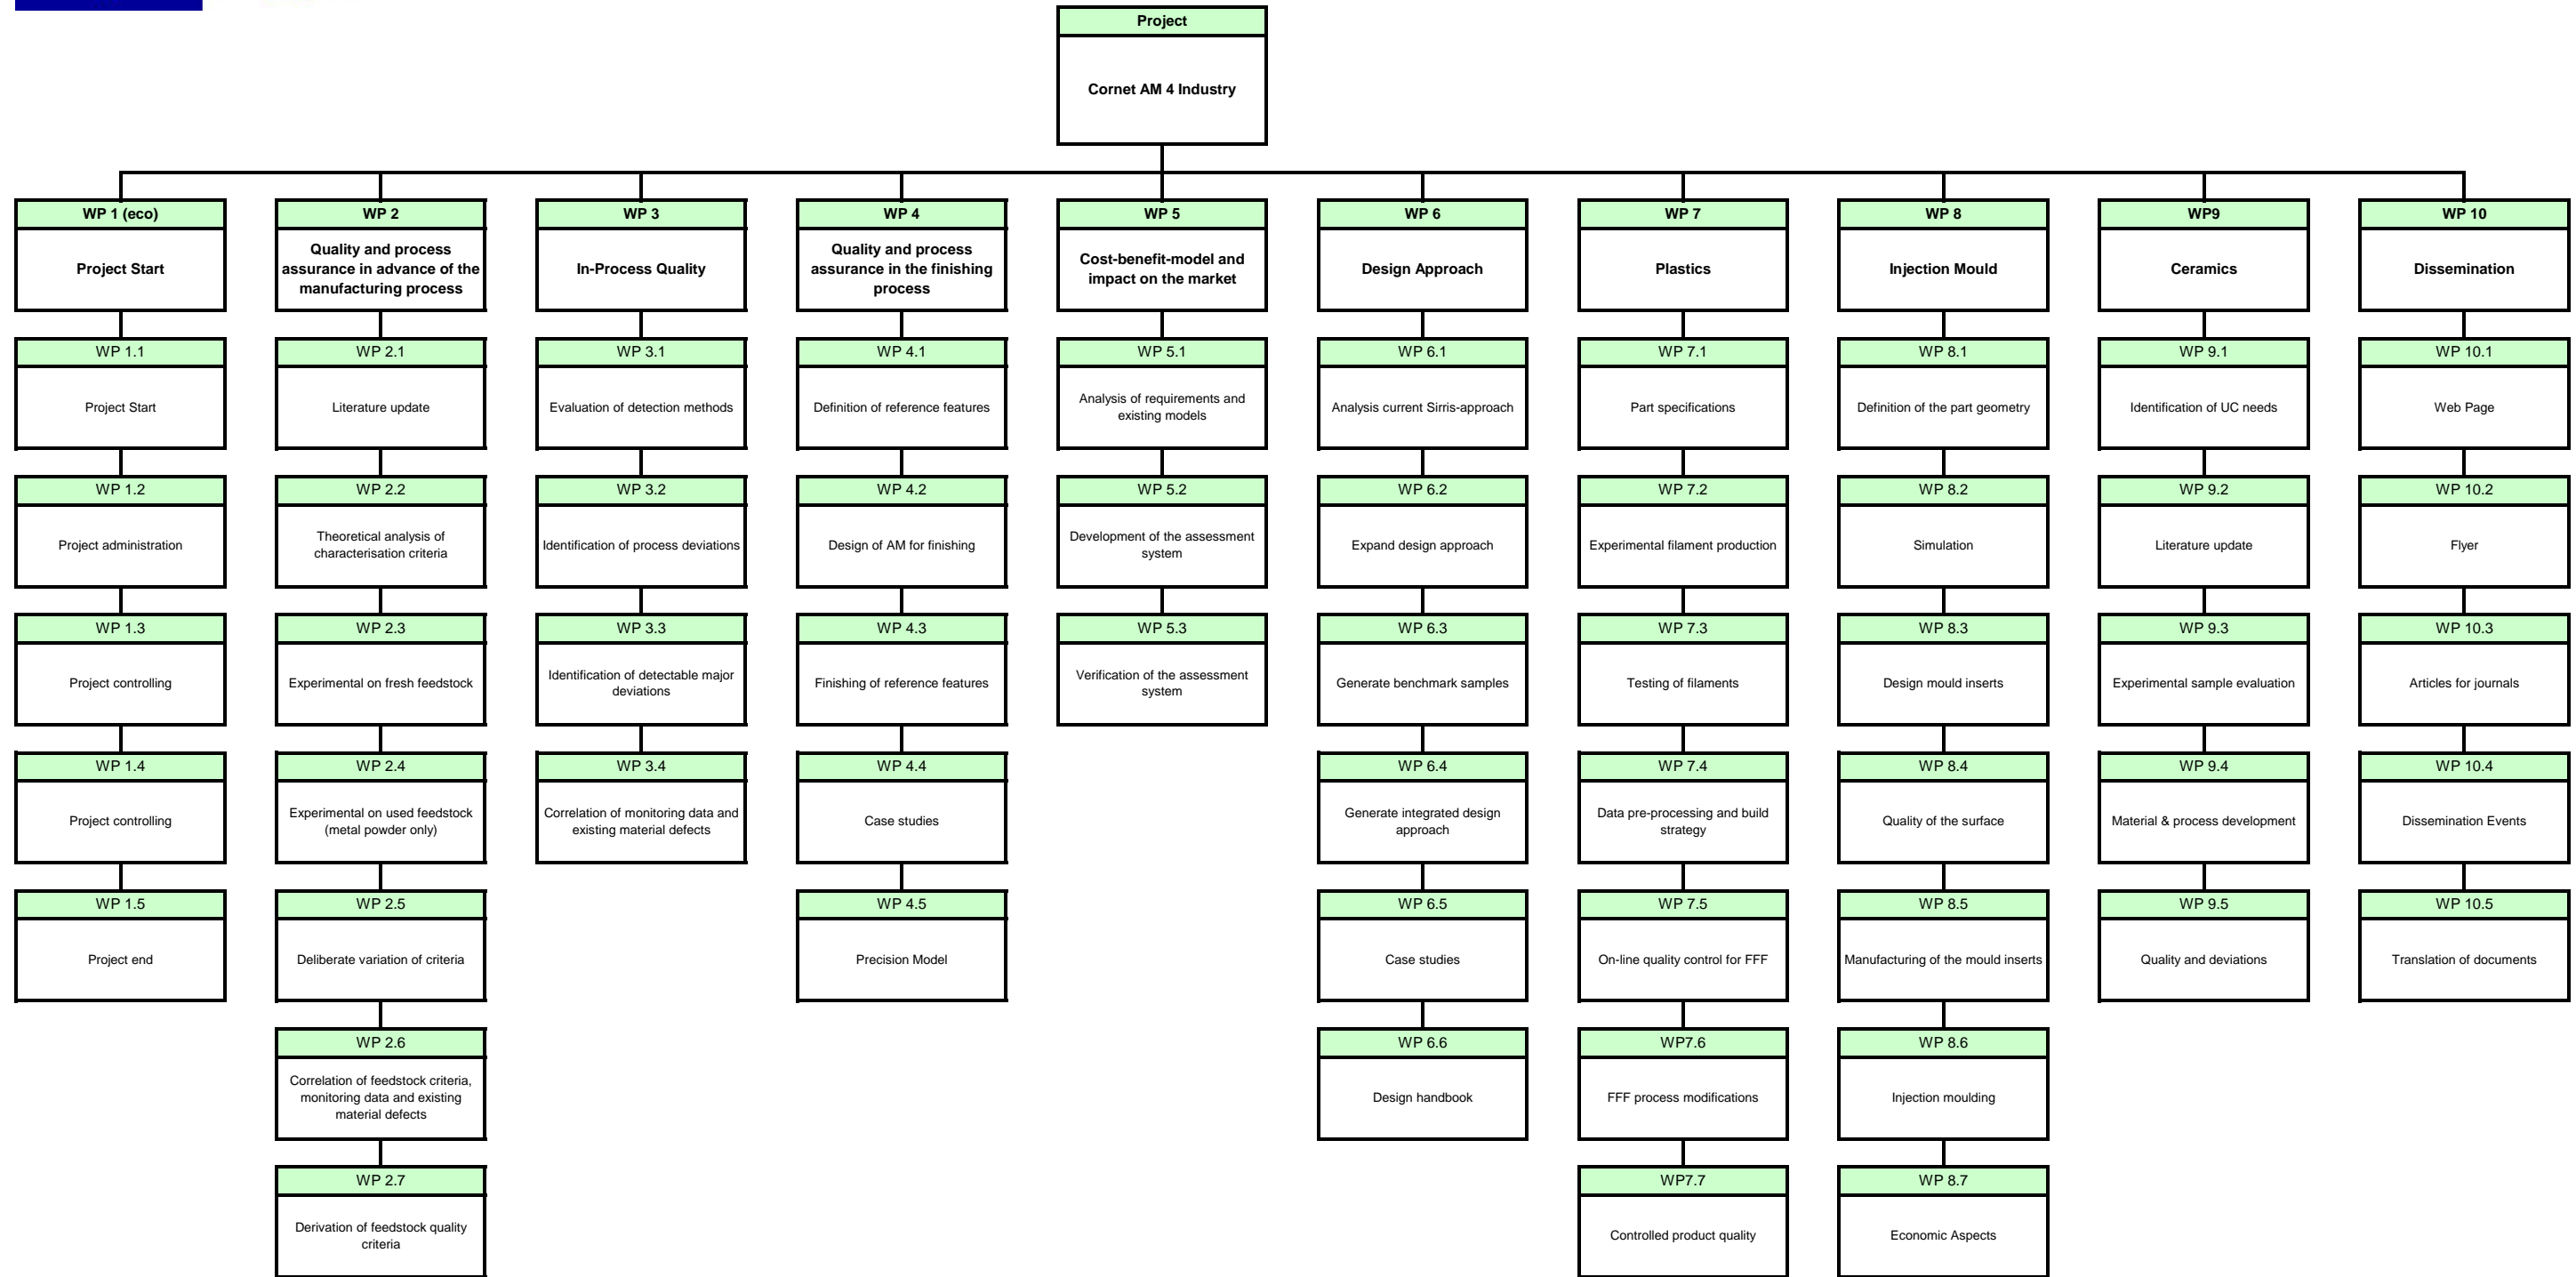 Project
Cornet AM 4 Industry
WP 1 (eco)
Project Start
WP 1.1
Project Start
WP 1.2
Project administration
WP 1.3
Project controlling
WP 1.4
Project controlling
WP 1.5
Project end
WP 2
Quality and process
assurance in advance of the
manufacturing process
WP 2.1
Literature update
WP 2.2
Theoretical analysis of
characterisation criteria
WP 2.3
Experimental on fresh feedstock
WP 2.4
Experimental on used feedstock
(metal powder only)
WP 2.5
Deliberate variation of criteria
WP 2.6
Correlation of feedstock criteria,
monitoring data and existing
material defects
WP 2.7
Derivation of feedstock quality
criteria
WP 3
In-Process Quality
WP 3.1
Evaluation of detection methods
WP 3.2
Identification of process deviations
WP 3.3
Identification of detectable major
deviations
WP 3.4
Correlation of monitoring data and
existing material defects
WP 4
Quality and process
assurance in the finishing
process
WP 4.1
Definition of reference features
WP 4.2
Design of AM for finishing
WP 4.3
Finishing of reference features
WP 4.4
Case studies
WP 4.5
Precision Model
WP 5
Cost-benefit-model and
impact on the market
WP 5.1
Analysis of requirements and
existing models
WP 5.2
Development of the assessment
system
WP 5.3
Verification of the assessment
system
WP 6
Design Approach
WP 6.1
Analysis current Sirris-approach
WP 6.2
Expand design approach
WP 6.3
Generate benchmark samples
WP 6.4
Generate integrated design
approach
WP 6.5
Case studies
WP 6.6
Design handbook
WP 7
Plastics
WP 7.1
Part specifications
WP 7.2
Experimental filament production
WP 7.3
Testing of filaments
WP 7.4
Data pre-processing and build
strategy
WP 7.5
On-line quality control for FFF
WP7.6
FFF process modifications
WP7.7
Controlled product quality
WP 8
Injection Mould
WP 8.1
Definition of the part geometry
WP 8.2
Simulation
WP 8.3
Design mould inserts
WP 8.4
Quality of the surface
WP 8.5
Manufacturing of the mould inserts
WP 8.6
Injection moulding
WP 8.7
Economic Aspects
WP9
Ceramics
WP 9.1
Identification of UC needs
WP 9.2
Literature update
WP 9.3
Experimental sample evaluation
WP 9.4
Material & process development
WP 9.5
Quality and deviations
WP 10
Dissemination
WP 10.1
Web Page
WP 10.2
Flyer
WP 10.3
Articles for journals
WP 10.4
Dissemination Events
WP 10.5
Translation of documents